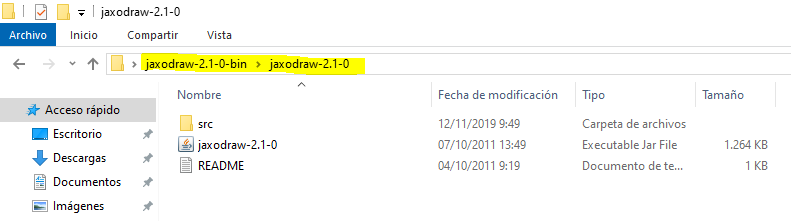 jaxodraw-2.1-0
Archivo Inicio Compartir Vista
jaxodraw-2.1-0-bin jaxodraw-2.1-0
Nombre Fecha de modificación Tipo Tamaño
Acceso rápido
Escritorio
Descargas
Documentos
Imágenes
src 12/11/2019 9:49 Carpeta de archivos
jaxodraw-2.1-0 07/10/2011 13:49 Executable Jar File 1.264 KB
README 04/10/2011 9:19 Documento de te... 1 KB